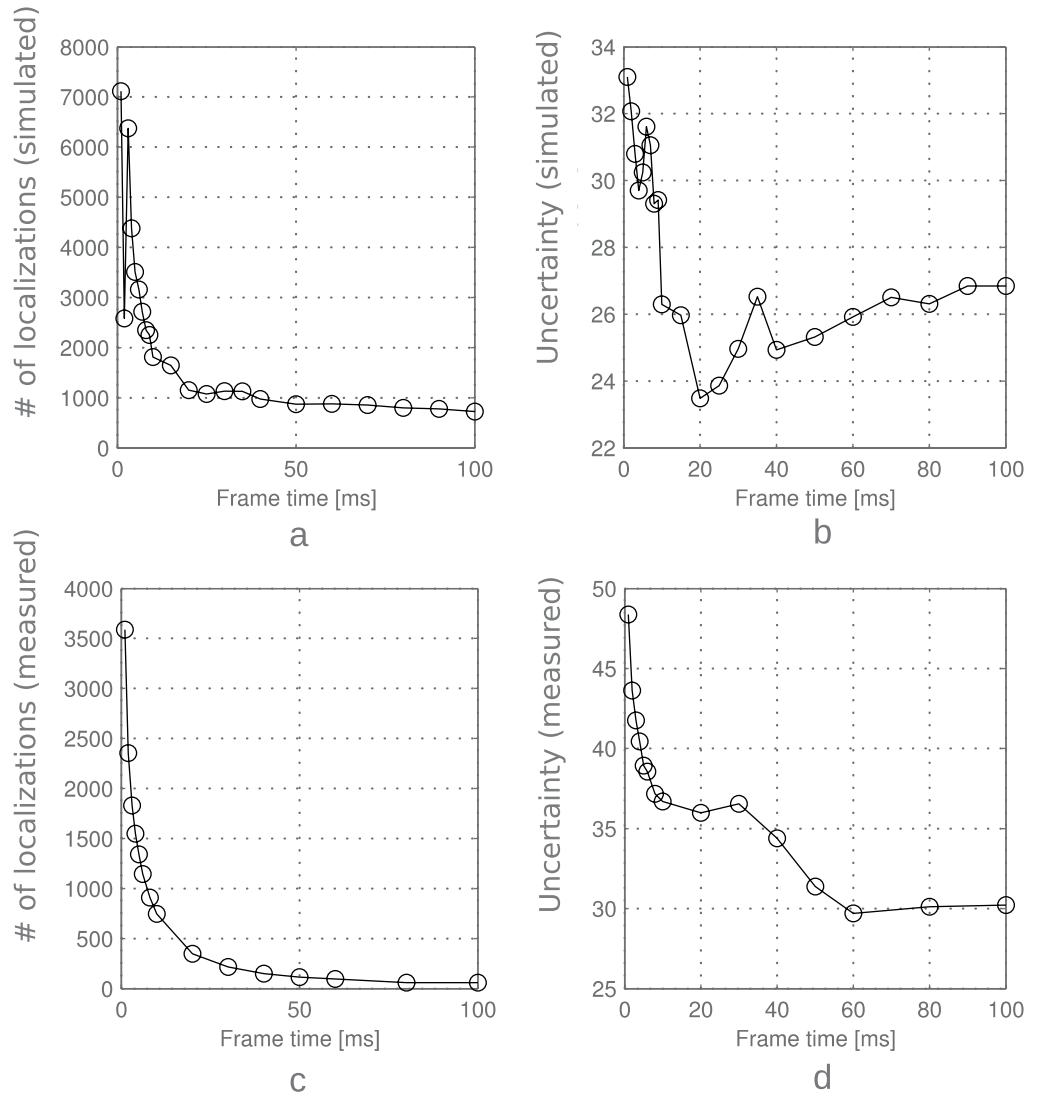 # of localizations (simulated)
8000
7000
6000
5000
4000
3000
2000
1000
0
0 50 100
Frame time [ms]
a
Uncertainty (simulated)
34
32
30
28
26
24
22
0 20 40 60 80 100
Frame time [ms]
b
# of localizations (measured)
4000
3500
3000
2500
2000
1500
1000
500
0
0 50 100
Frame time [ms]
c
Uncertainty (measured)
50
45
40
35
30
25
0 20 40 60 80 100
Frame time [ms]
d